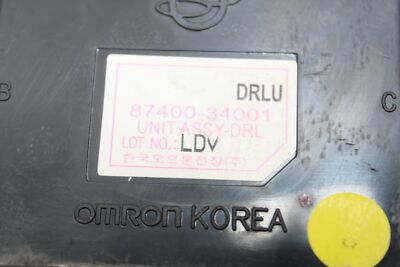 DRLU
87400-34001
UNIT ASSY-DRL
LOT NO.: LDV
한국오므론전장(주)
B
C
OMRON KOREA